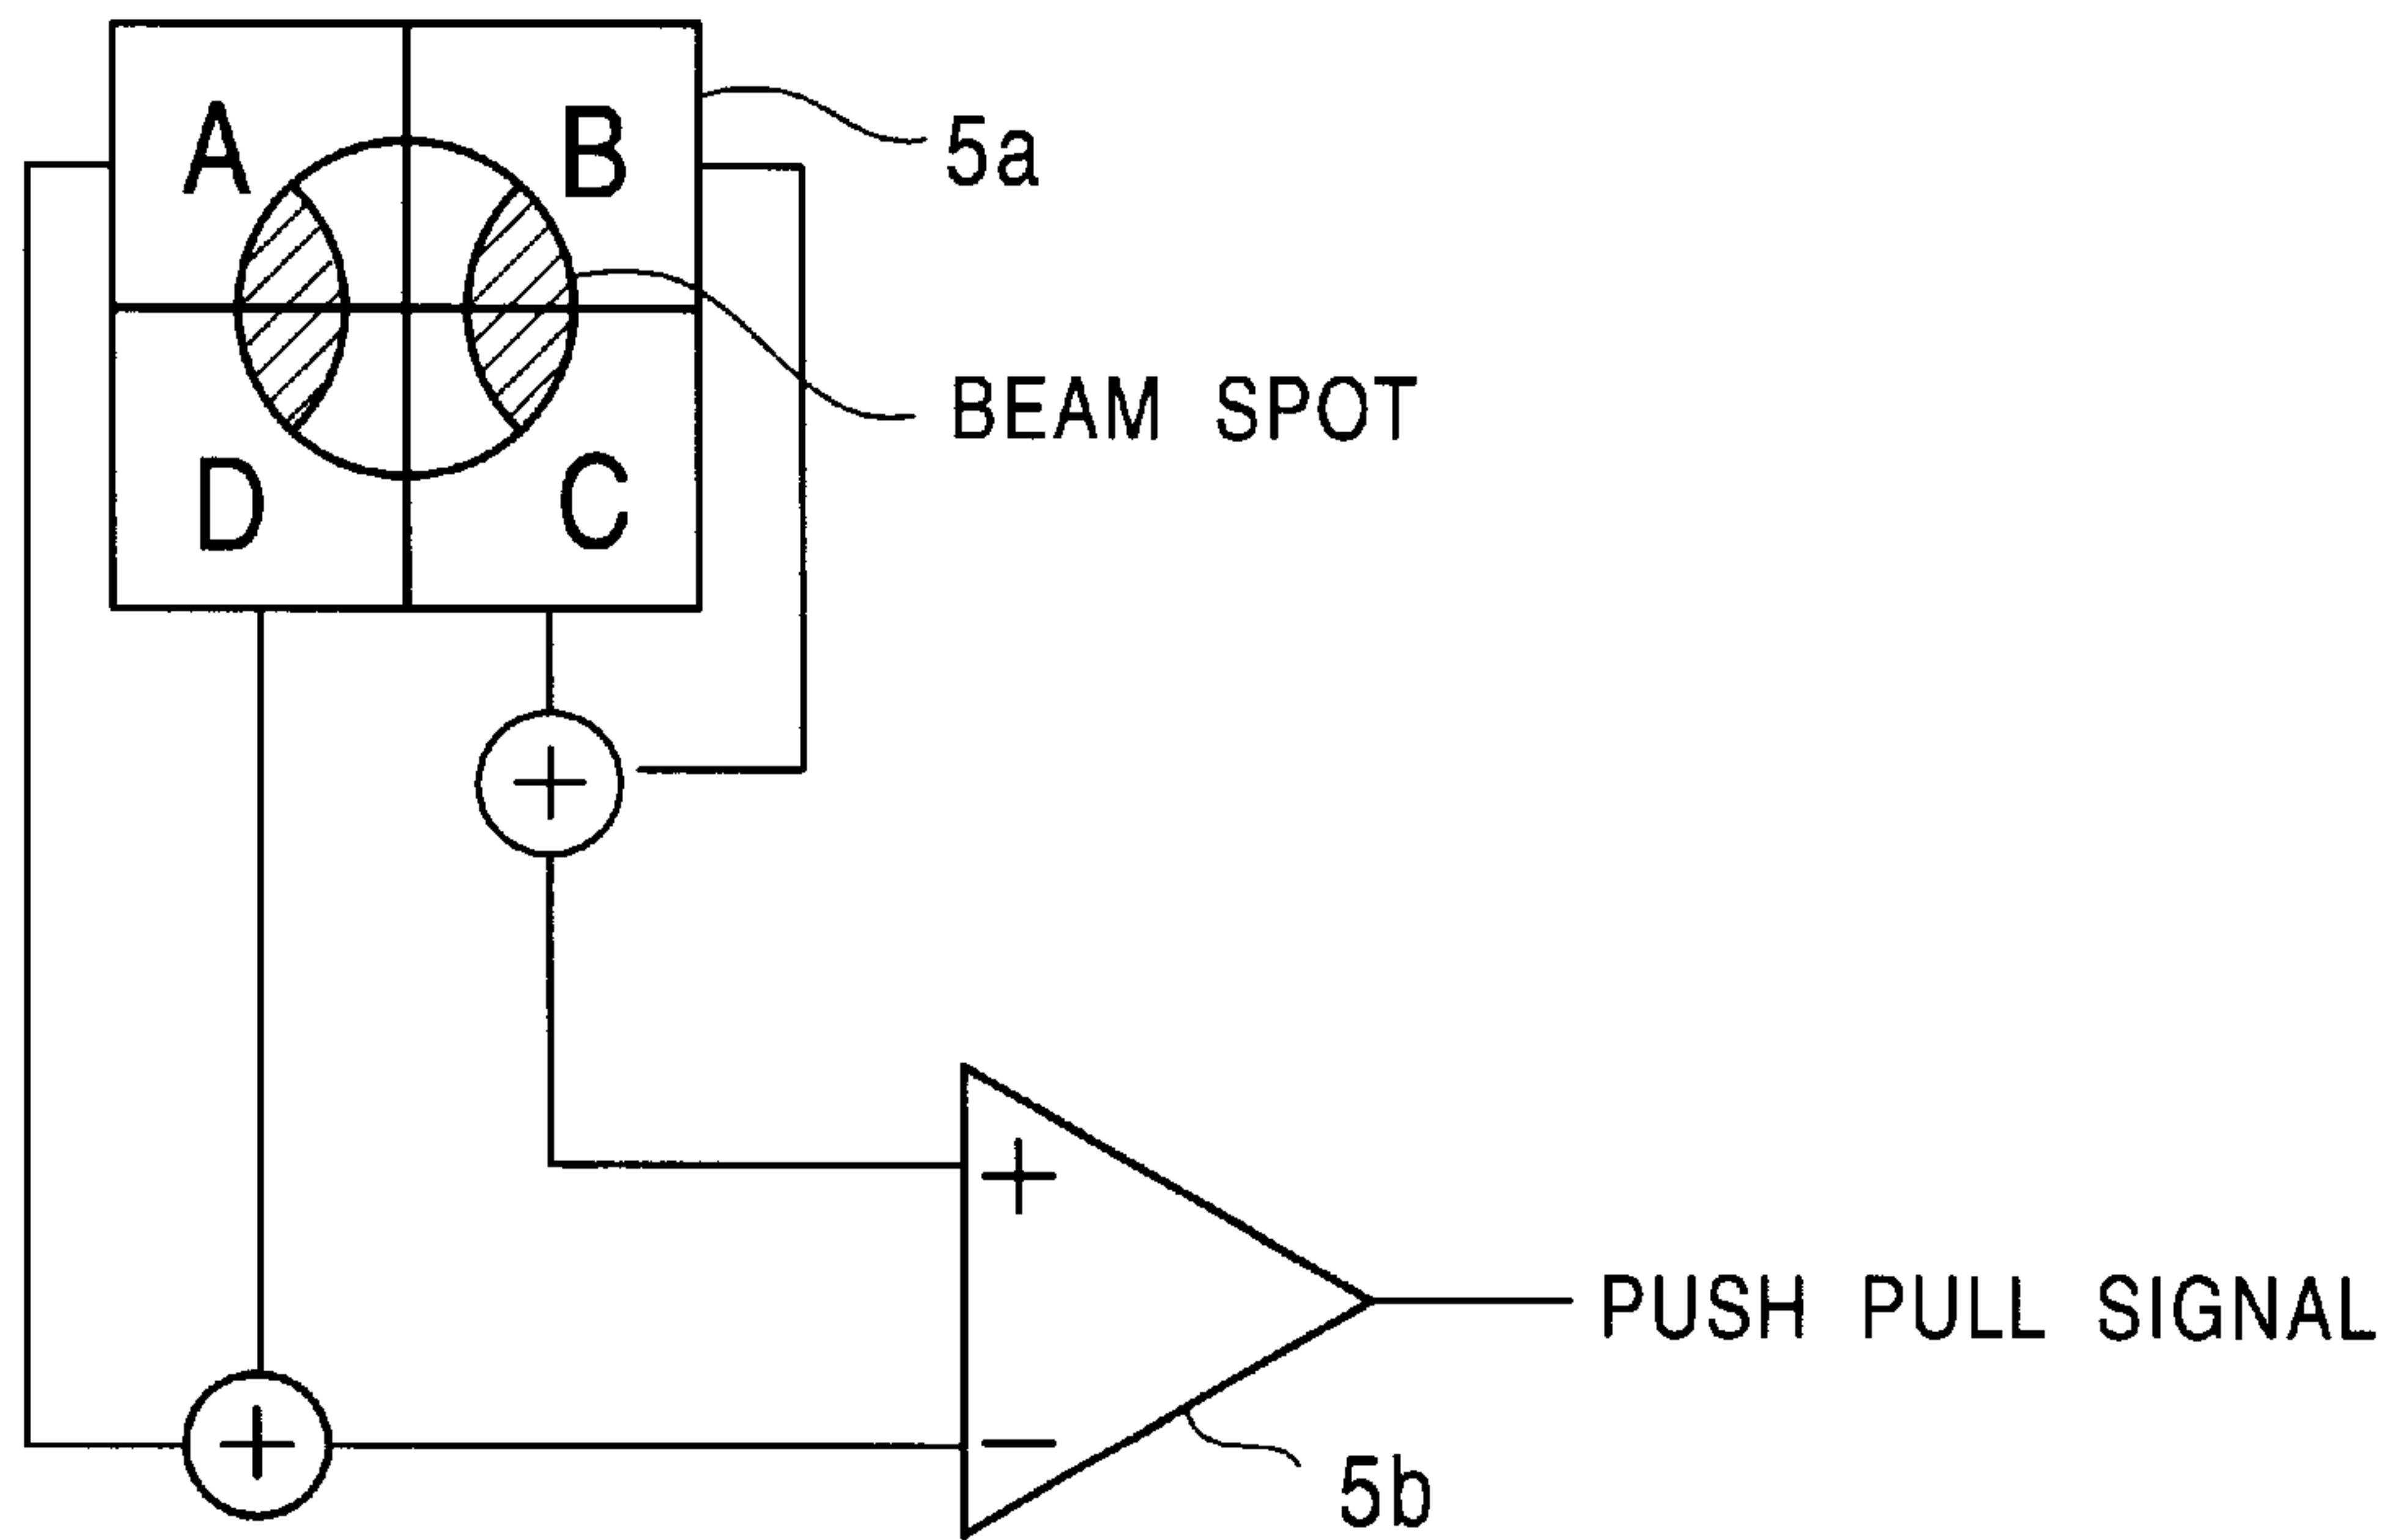 A
B
5a
BEAM SPOT
D
C
+
+
PUSH PULL SIGNAL
+
−
5b